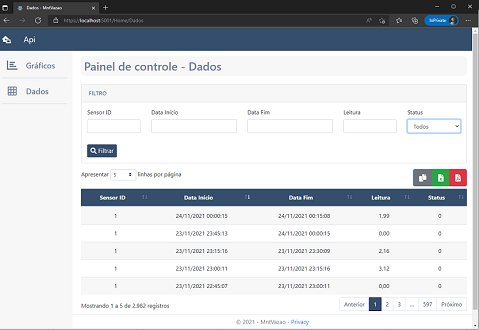 Dados - MntVazao
https://localhost:5001/Home/Dados
InPrivate
Api
Gráficos
Dados
Painel de controle - Dados
FILTRO
Sensor ID Data Início Data Fim Leitura Status
Todos
Filtrar
Apresentar 5 linhas por página
Sensor ID Data Início Data Fim Leitura Status
1 24/11/2021 00:00:15 24/11/2021 00:15:08 1,99 0
1 23/11/2021 23:45:13 24/11/2021 00:00:15 0,00 0
1 23/11/2021 23:15:16 23/11/2021 23:30:09 2,16 0
1 23/11/2021 23:00:11 23/11/2021 23:15:16 3,12 0
1 23/11/2021 22:45:07 23/11/2021 23:00:11 0,00 0
Mostrando 1 a 5 de 2.982 registros
Anterior 1 2 3 ... 597 Próximo
© 2021 - MntVazao - Privacy